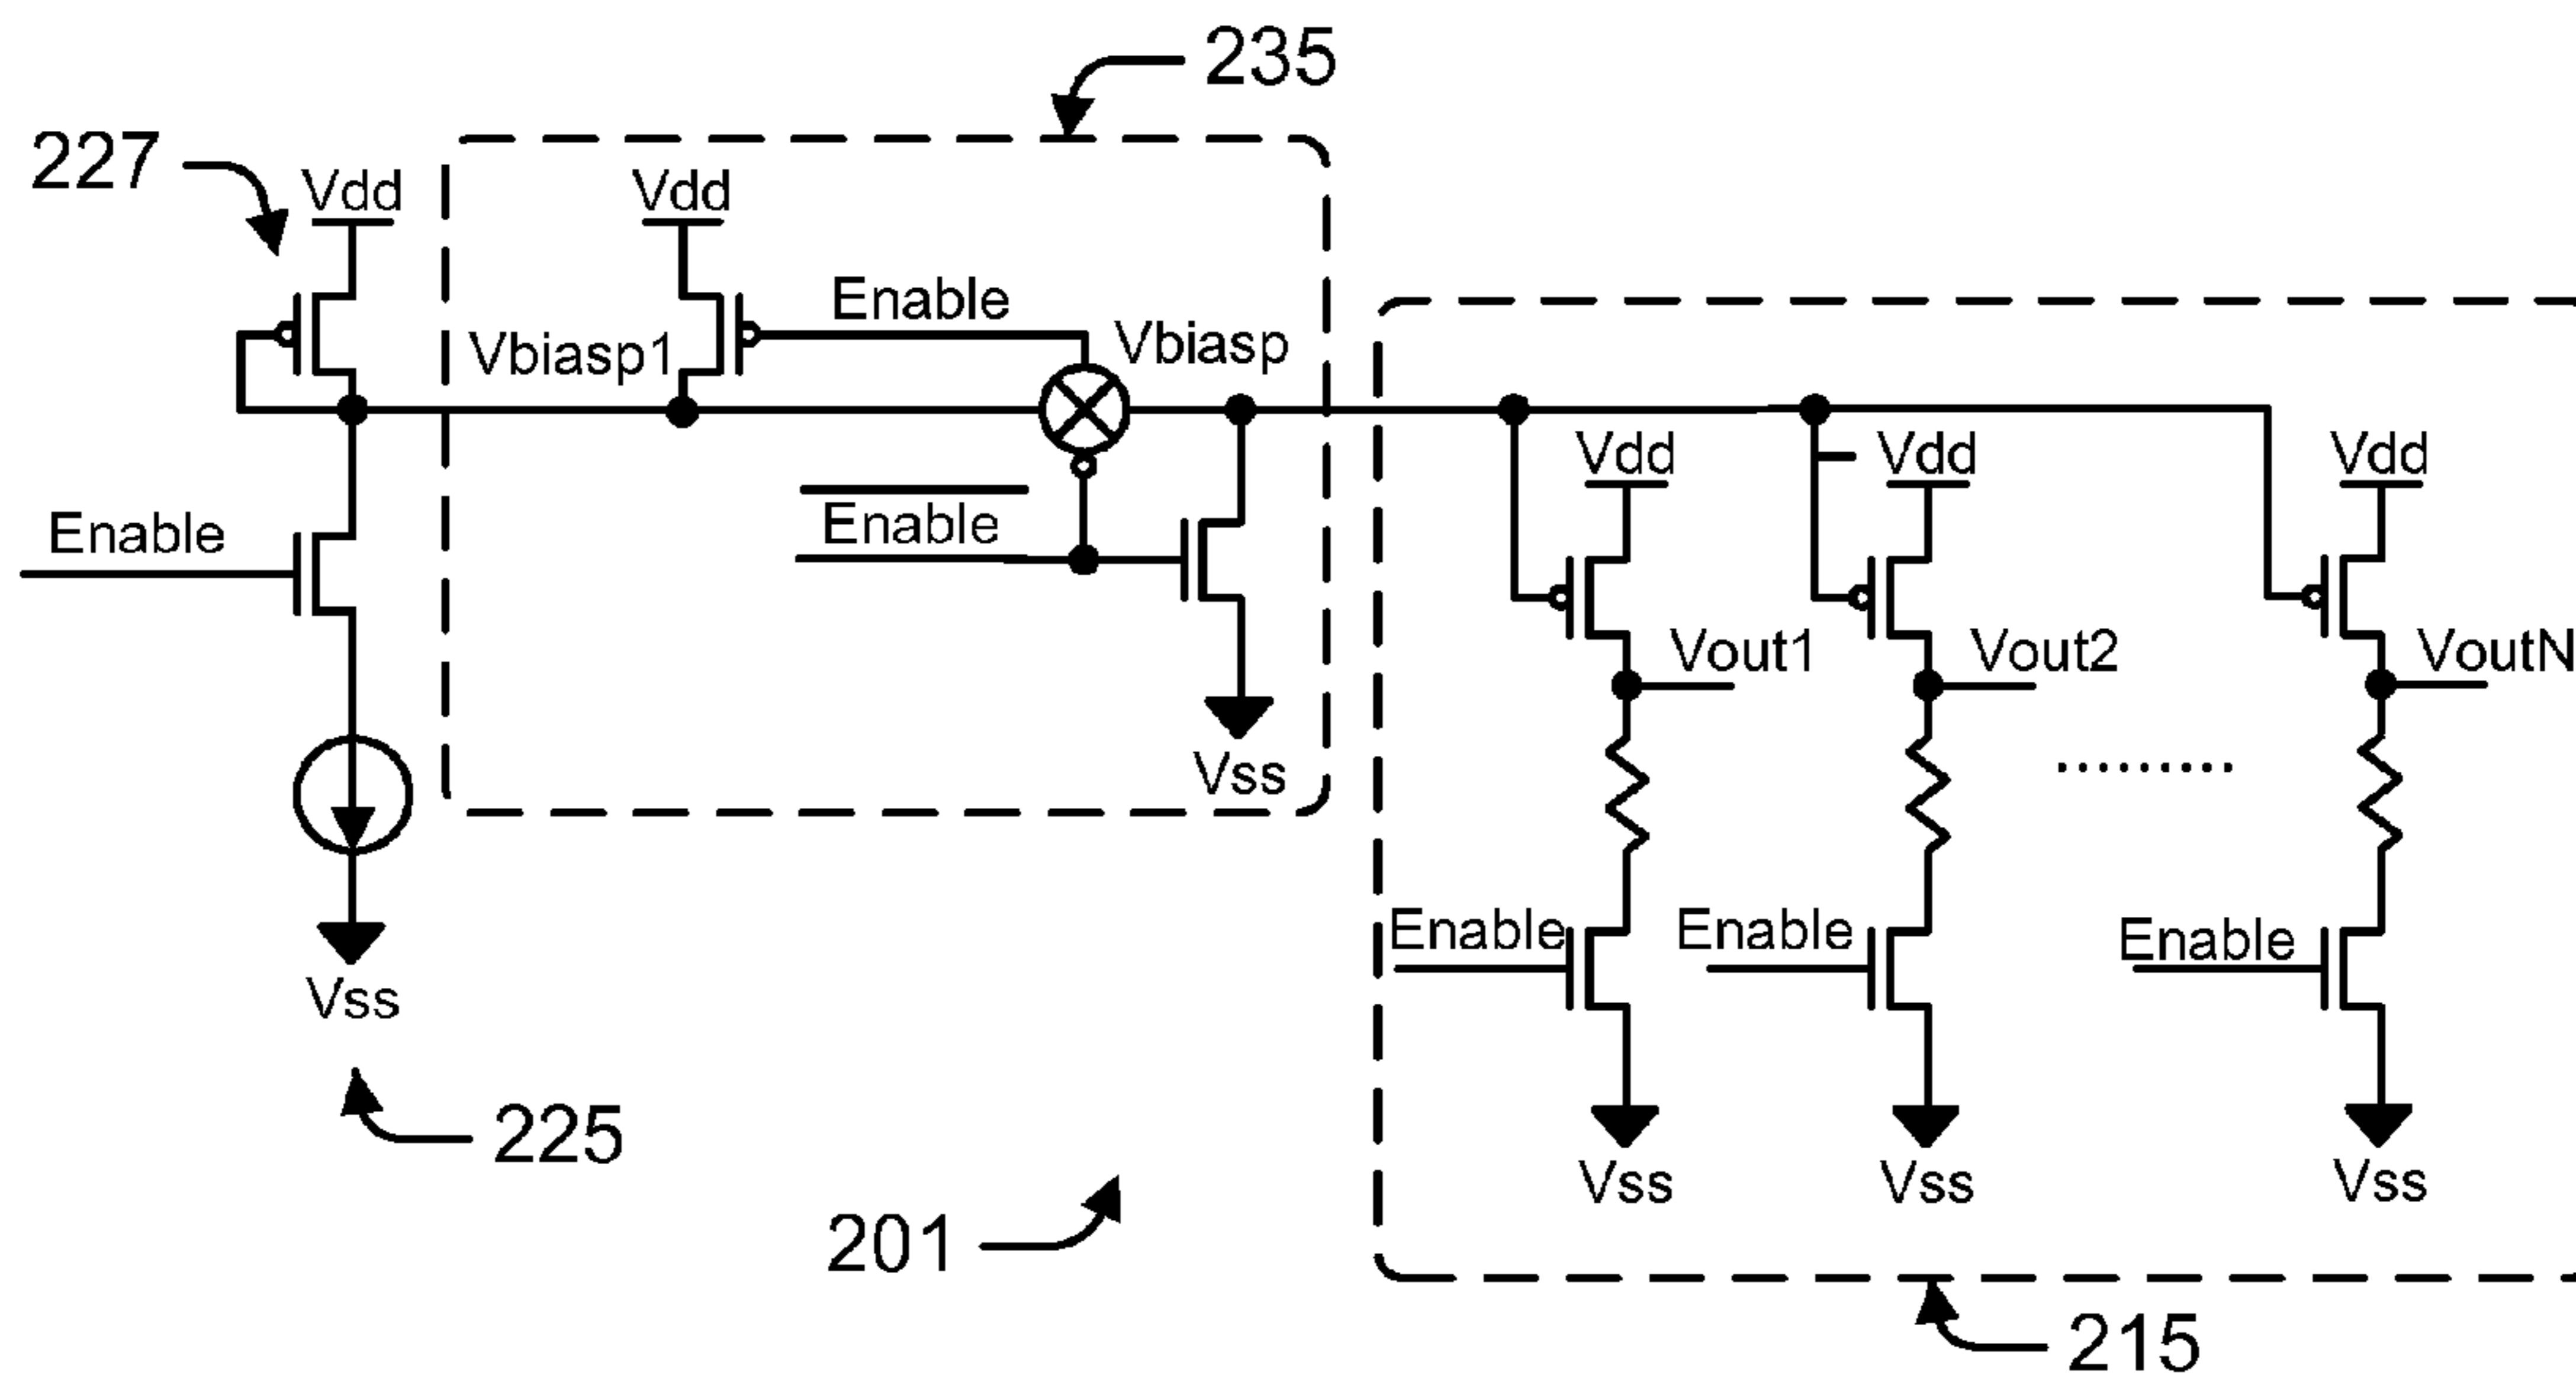 235
227
Vdd
Vdd
Enable
Vbiasp1
Vbiasp
Enable
Enable
Vss
Vss
225
201
Vdd
Vdd
Vdd
Vout1
Vout2
VoutN
.........
Enable
Enable
Enable
Vss
Vss
Vss
215